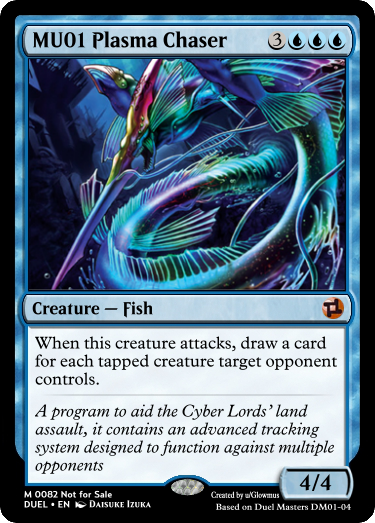 MU01 Plasma Chaser 3
Creature — Fish
When this creature attacks, draw a card
for each tapped creature target opponent
controls.
A program to aid the Cyber Lords' land
assault, it contains an advanced tracking
system designed to function against multiple
opponents
4/4
M 0082 Not for Sale
DUEL • EN Daisuke Izuka
Created by u/Glowmus
Based on Duel Masters DM01-04